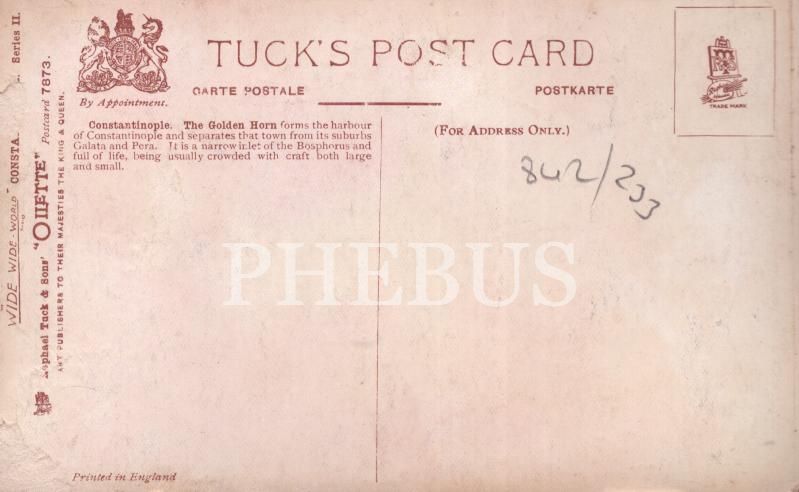 TUCK'S POST CARD
By Appointment.
CARTE POSTALE
POSTKARTE
TRADE MARK
Constantinople. The Golden Horn forms the harbour
of Constantinople and separates that town from its suburbs
Galata and Pera. It is a narrow inlet of the Bosphorus and
full of life, being usually crowded with craft both large
and small.
(FOR ADDRESS ONLY.)
842/233
PHEBUS
Printed in England
"WIDE-WIDE-WORLD" CONSTA. Series II.
Raphael Tuck & Sons' "OILETTE" Postcard 7873.
ART PUBLISHERS TO THEIR MAJESTIES THE KING & QUEEN.